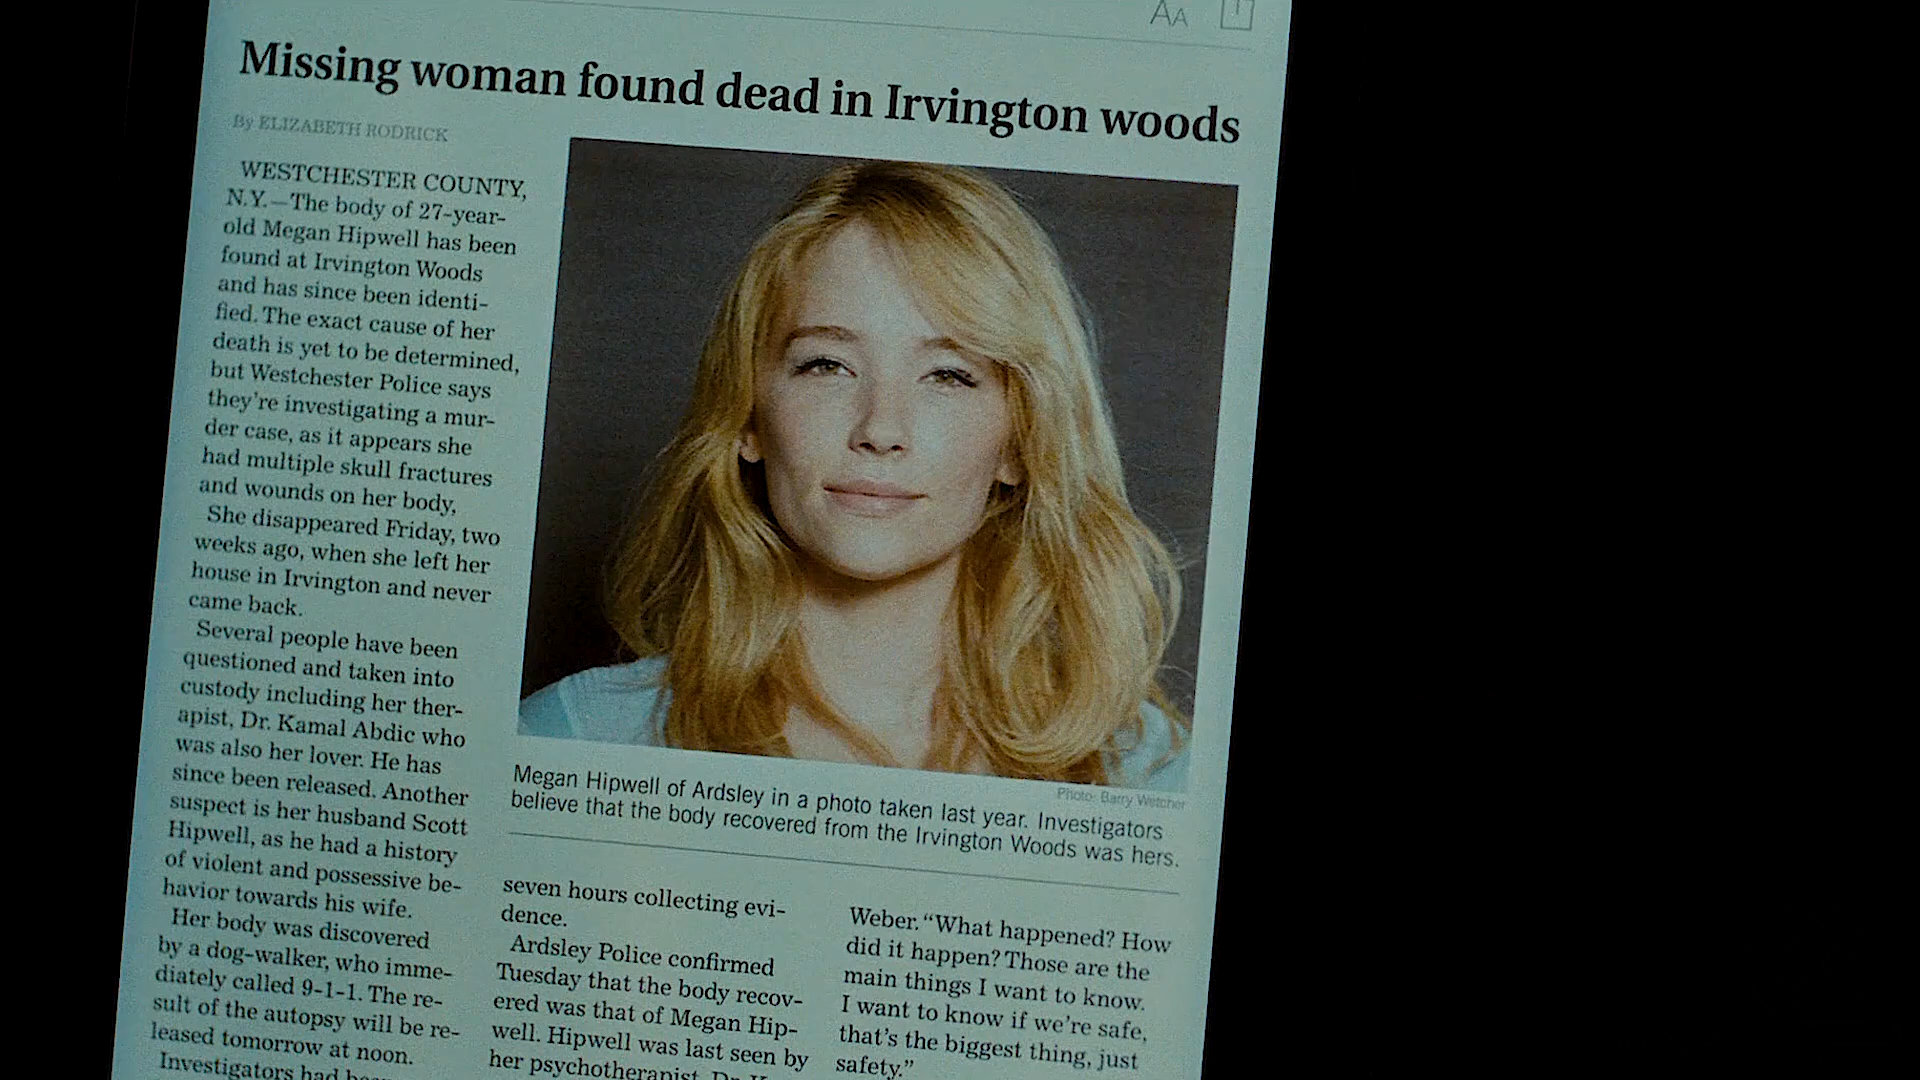 AA
Missing woman found dead in Irvington woods
By ELIZABETH RODRICK
WESTCHESTER COUNTY,
N.Y.—The body of 27-year-
old Megan Hipwell has been
found at Irvington Woods
and has since been identi-
fied. The exact cause of her
death is yet to be determined,
but Westchester Police says
they're investigating a mur-
der case, as it appears she
had multiple skull fractures
and wounds on her body,
She disappeared Friday, two
weeks ago, when she left her
house in Irvington and never
came back.
Several people have been
questioned and taken into
custody including her ther-
apist, Dr. Kamal Abdic who
was also her lover. He has
since been released. Another
suspect is her husband Scott
Hipwell, as he had a history
of violent and possessive be-
havior towards his wife.
Her body was discovered
by a dog-walker, who imme-
diately called 9-1-1. The re-
sult of the autopsy will be re-
leased tomorrow at noon.
Investigators had
Photo: Barry Wetcher
Megan Hipwell of Ardsley in a photo taken last year. Investigators
believe that the body recovered from the Irvington Woods was hers.
seven hours collecting evi-
dence.
Ardsley Police confirmed
Tuesday that the body recov-
ered was that of Megan Hip-
well. Hipwell was last seen by
her psychotherapist, Dr.
Weber. “What happened? How
did it happen? Those are the
main things I want to know.
I want to know if we're safe,
that's the biggest thing, just
safety.”